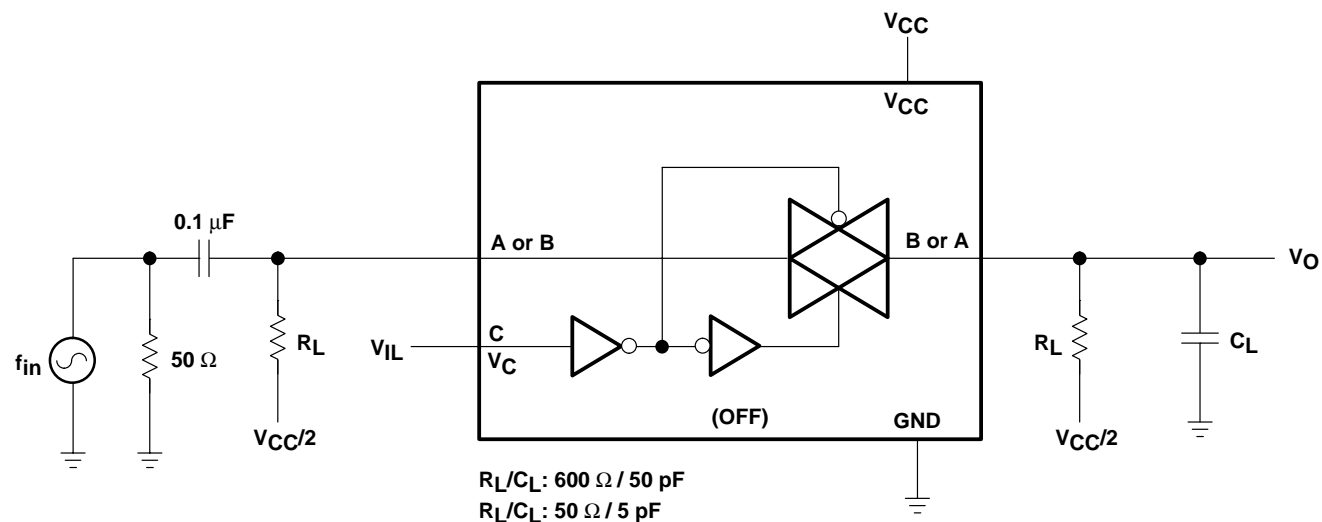 VCC
VCC
0.1 μF
A or B
B or A
VO
fin
50 Ω
RL
VCC/2
VIL
C
VC
(OFF)
GND
RL
VCC/2
CL
RL/CL: 600 Ω / 50 pF
RL/CL: 50 Ω / 5 pF